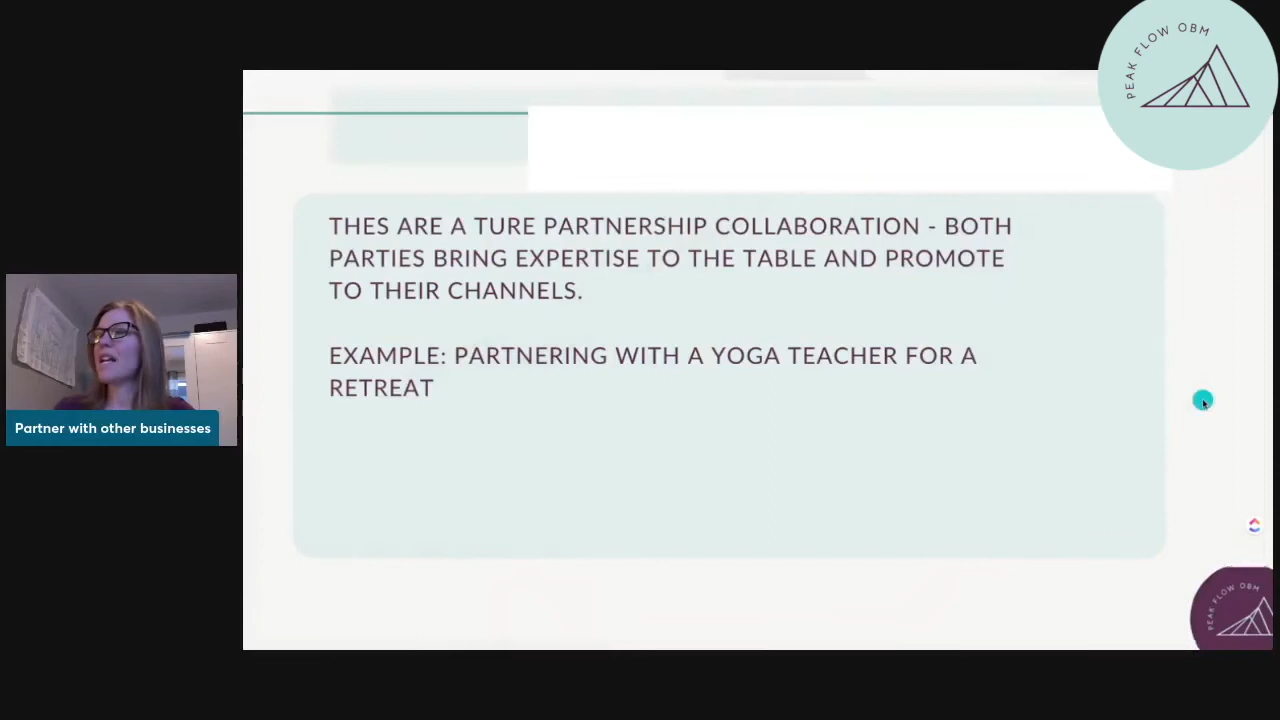 PEAK FLOW OBM
THES ARE A TURE PARTNERSHIP COLLABORATION - BOTH
PARTIES BRING EXPERTISE TO THE TABLE AND PROMOTE
TO THEIR CHANNELS.
EXAMPLE: PARTNERING WITH A YOGA TEACHER FOR A
RETREAT
Partner with other businesses
PEAK FLOW OBM